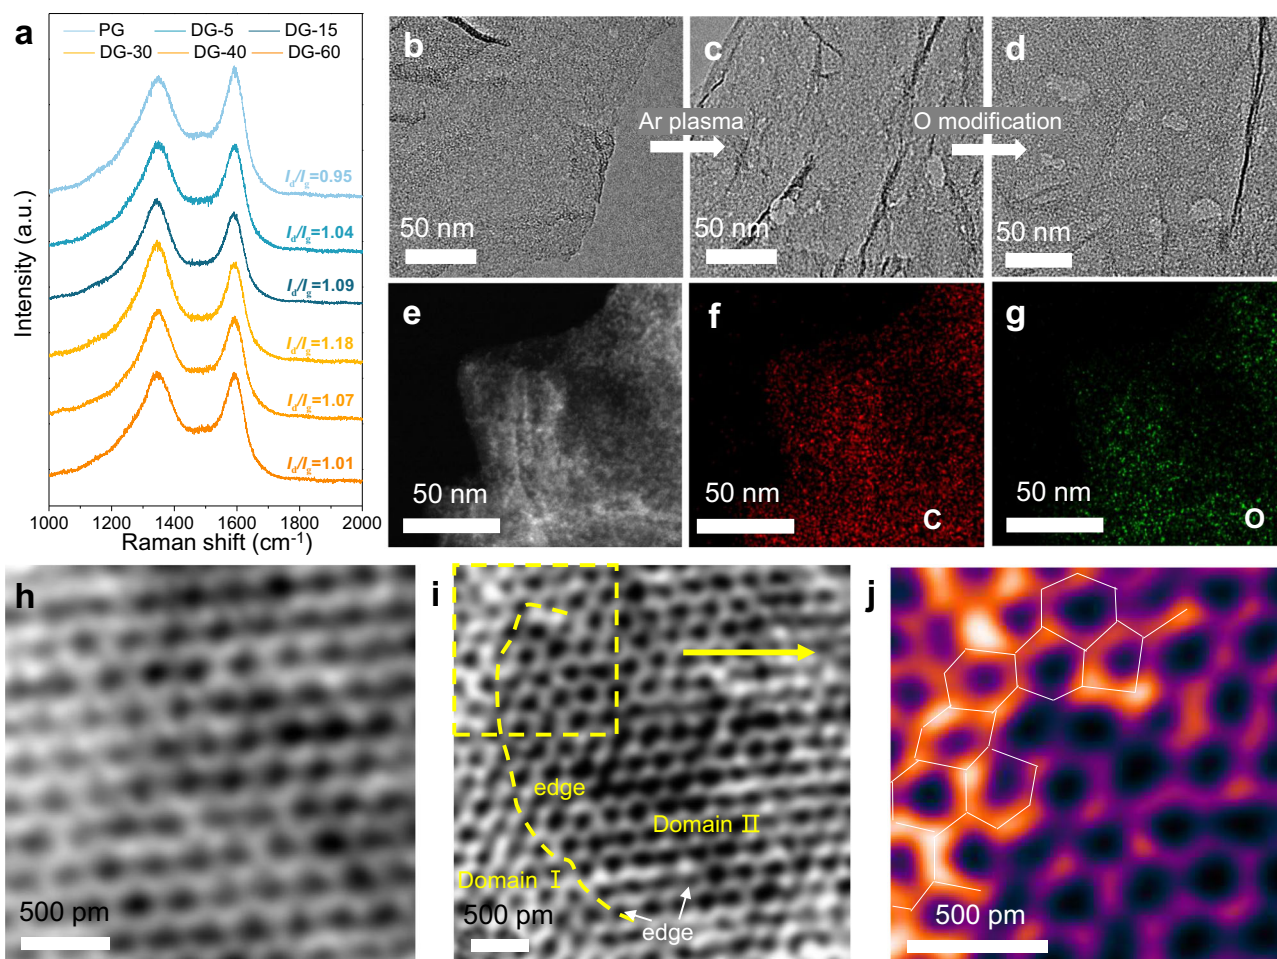 a
PG DG-5 DG-15
DG-30 DG-40 DG-60
Intensity (a.u.)
Id/Ig=0.95
Id/Ig=1.04
Id/Ig=1.09
Id/Ig=1.18
Id/Ig=1.07
Id/Ig=1.01
1000 1200 1400 1600 1800 2000
Raman shift (cm⁻¹)
b
50 nm
Ar plasma
c
50 nm
O modification
d
50 nm
e
50 nm
f
50 nm
C
g
50 nm
O
h
500 pm
i
edge
Domain II
Domain I
500 pm
edge
j
500 pm